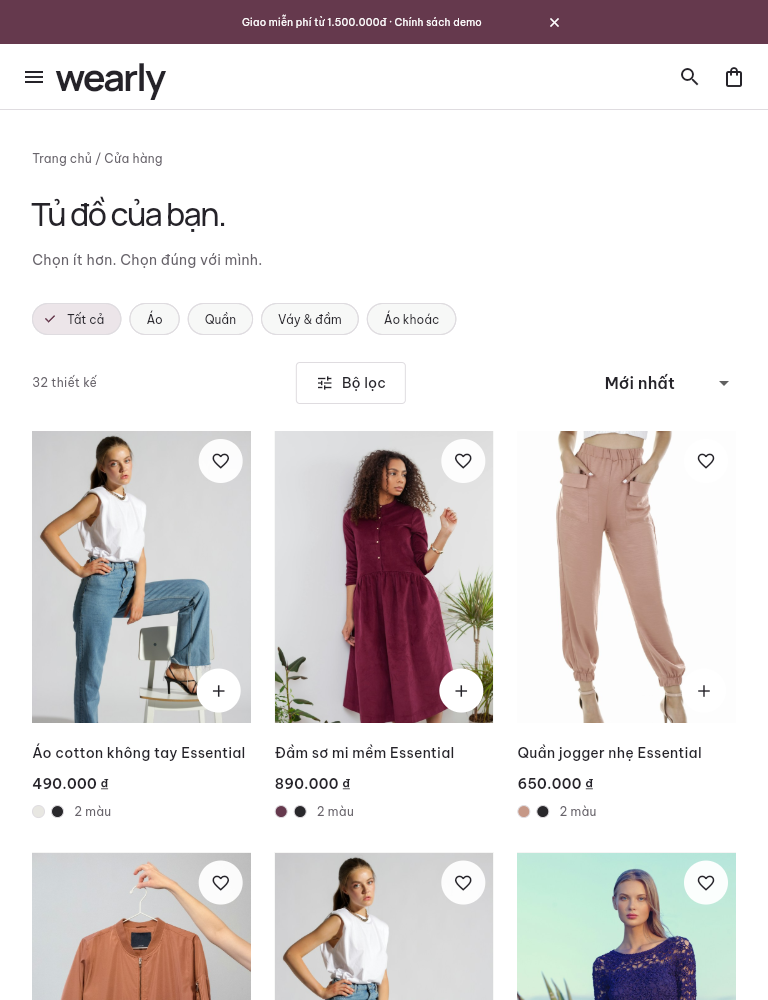 Giao miễn phí từ 1.500.000đ · Chính sách demo
wearly
Trang chủ / Cửa hàng
Tủ đồ của bạn.
Chọn ít hơn. Chọn đúng với mình.
Tất cả
Áo
Quần
Váy & đầm
Áo khoác
32 thiết kế
Bộ lọc
Mới nhất
Áo cotton không tay Essential
490.000 ₫
2 màu
Đầm sơ mi mềm Essential
890.000 ₫
2 màu
Quần jogger nhẹ Essential
650.000 ₫
2 màu